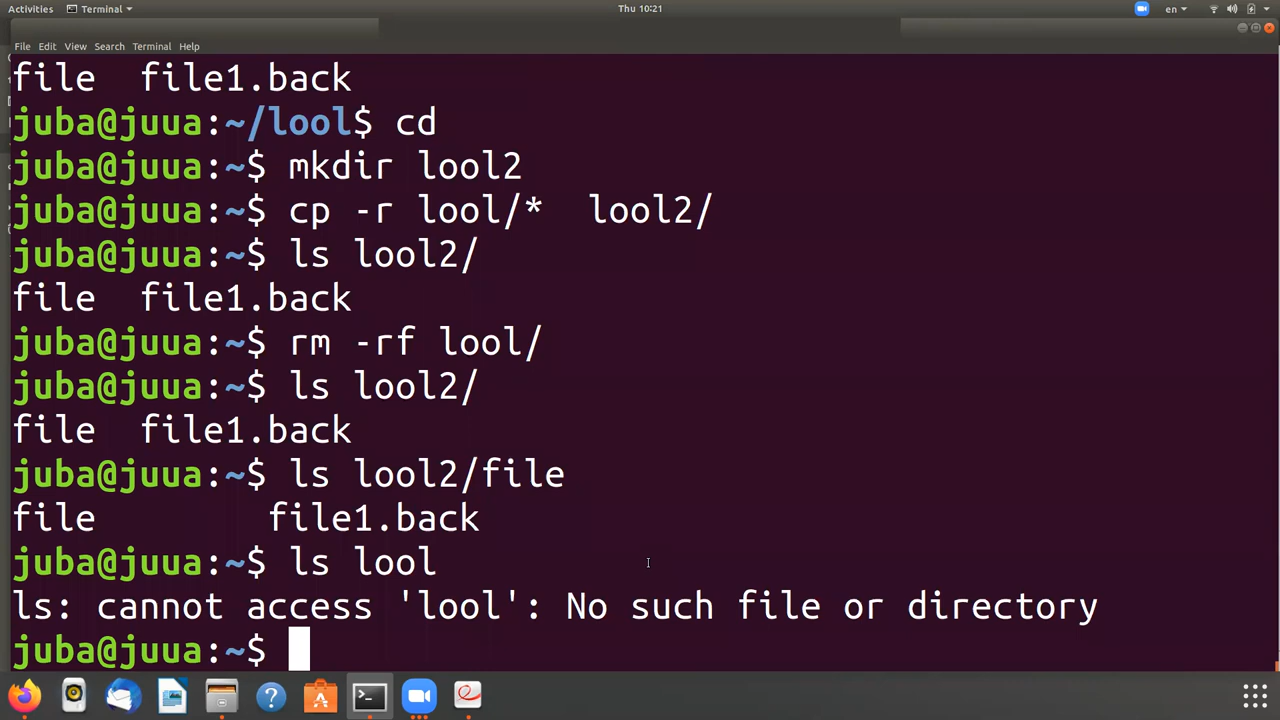 Activities Terminal Thu 10:21 en
File Edit View Search Terminal Help
file  file1.back
juba@juua:~/lool$ cd
juba@juua:~$ mkdir lool2
juba@juua:~$ cp -r lool/*  lool2/
juba@juua:~$ ls lool2/
file  file1.back
juba@juua:~$ rm -rf lool/
juba@juua:~$ ls lool2/
file  file1.back
juba@juua:~$ ls lool2/file
file        file1.back
juba@juua:~$ ls lool
ls: cannot access 'lool': No such file or directory
juba@juua:~$